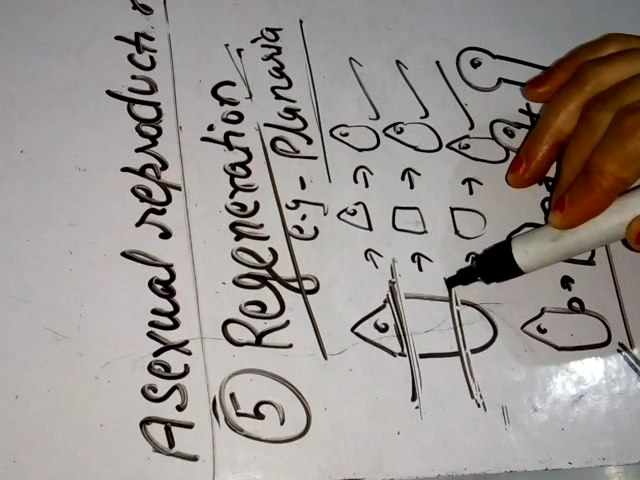 Asexual reproduct
⑤ Regeneration
e.g - Planaria